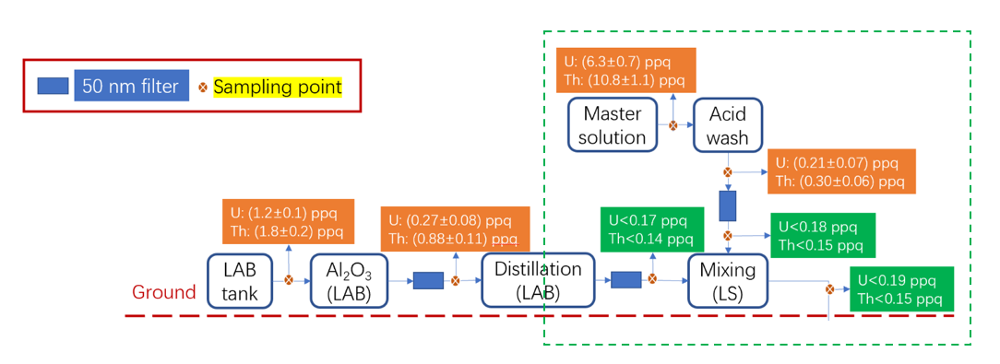 50 nm filter
Sampling point
U: (6.3±0.7) ppq
Th: (10.8±1.1) ppq
Master
solution
Acid
wash
U: (0.21±0.07) ppq
Th: (0.30±0.06) ppq
U: (1.2±0.1) ppq
Th: (1.8±0.2) ppq
U: (0.27±0.08) ppq
Th: (0.88±0.11) ppq
U<0.17 ppq
Th<0.14 ppq
U<0.18 ppq
Th<0.15 ppq
Ground
LAB
tank
Al₂O₃
(LAB)
Distillation
(LAB)
Mixing
(LS)
U<0.19 ppq
Th<0.15 ppq